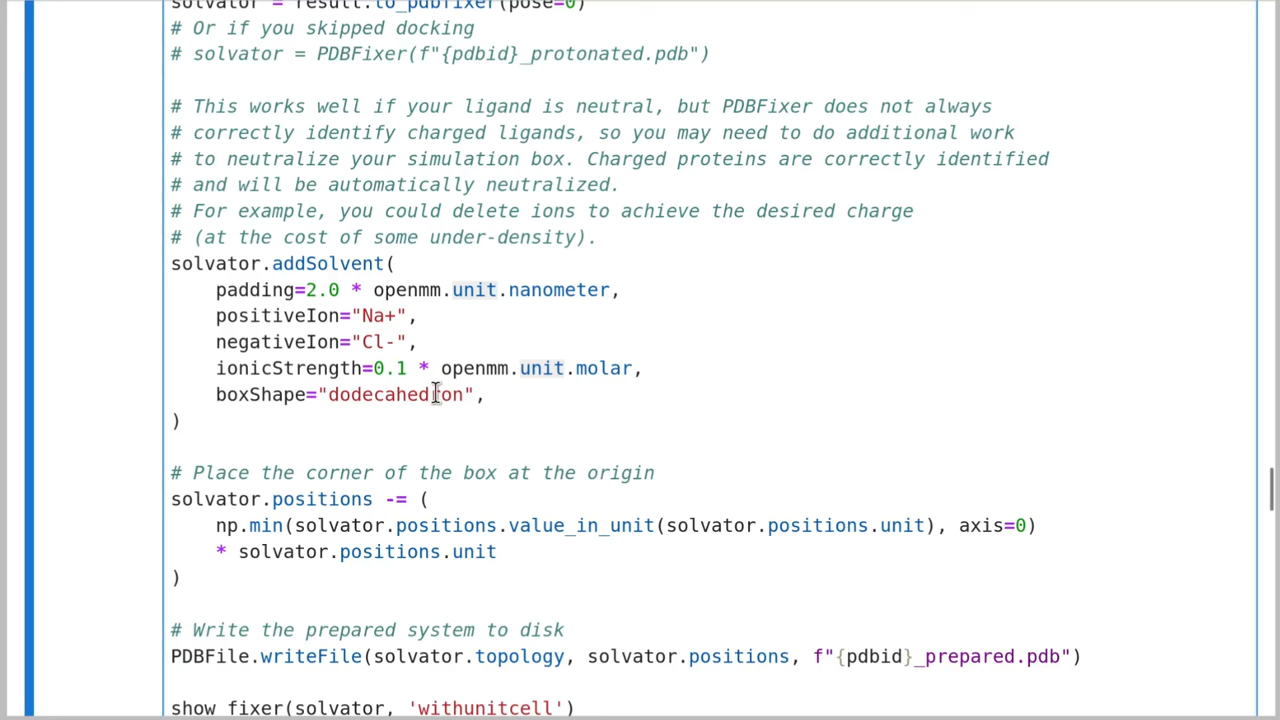 solvator = result.to_pdbfixer(pose=0)
# Or if you skipped docking
# solvator = PDBFixer(f"{pdbid}_protonated.pdb")
# This works well if your ligand is neutral, but PDBFixer does not always
# correctly identify charged ligands, so you may need to do additional work
# to neutralize your simulation box. Charged proteins are correctly identified
# and will be automatically neutralized.
# For example, you could delete ions to achieve the desired charge
# (at the cost of some under-density).
solvator.addSolvent(
    padding=2.0 * openmm.unit.nanometer,
    positiveIon="Na+",
    negativeIon="Cl-",
    ionicStrength=0.1 * openmm.unit.molar,
    boxShape="dodecahedron",
)
# Place the corner of the box at the origin
solvator.positions -= (
    np.min(solvator.positions.value_in_unit(solvator.positions.unit), axis=0)
    * solvator.positions.unit
)
# Write the prepared system to disk
PDBFile.writeFile(solvator.topology, solvator.positions, f"{pdbid}_prepared.pdb")
show_fixer(solvator, 'withunitcell')